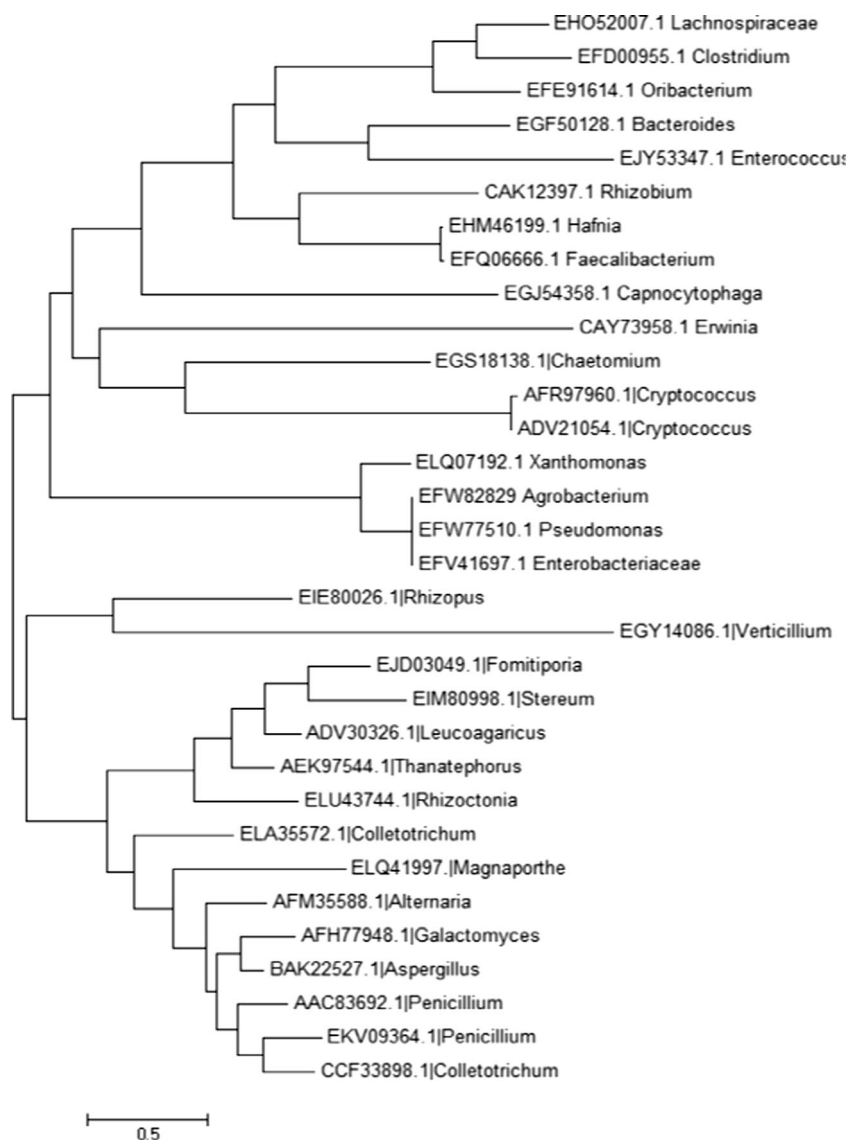 EHO52007.1 Lachnospiraceae
EFD00955.1 Clostridium
EFE91614.1 Oribacterium
EGF50128.1 Bacteroides
EJY53347.1 Enterococcus
CAK12397.1 Rhizobium
EHM46199.1 Hafnia
EFQ06666.1 Faecalibacterium
EGJ54358.1 Capnocytophaga
CAY73958.1 Erwinia
EGS18138.1|Chaetomium
AFR97960.1|Cryptococcus
ADV21054.1|Cryptococcus
ELQ07192.1 Xanthomonas
EFW82829 Agrobacterium
EFW77510.1 Pseudomonas
EFV41697.1 Enterobacteriaceae
EIE80026.1|Rhizopus
EGY14086.1|Verticillium
EJD03049.1|Fomitiporia
EIM80998.1|Stereum
ADV30326.1|Leucoagaricus
AEK97544.1|Thanatephorus
ELU43744.1|Rhizoctonia
ELA35572.1|Colletotrichum
ELQ41997.|Magnaporthe
AFM35588.1|Alternaria
AFH77948.1|Galactomyces
BAK22527.1|Aspergillus
AAC83692.1|Penicillium
EKV09364.1|Penicillium
CCF33898.1|Colletotrichum
0.5